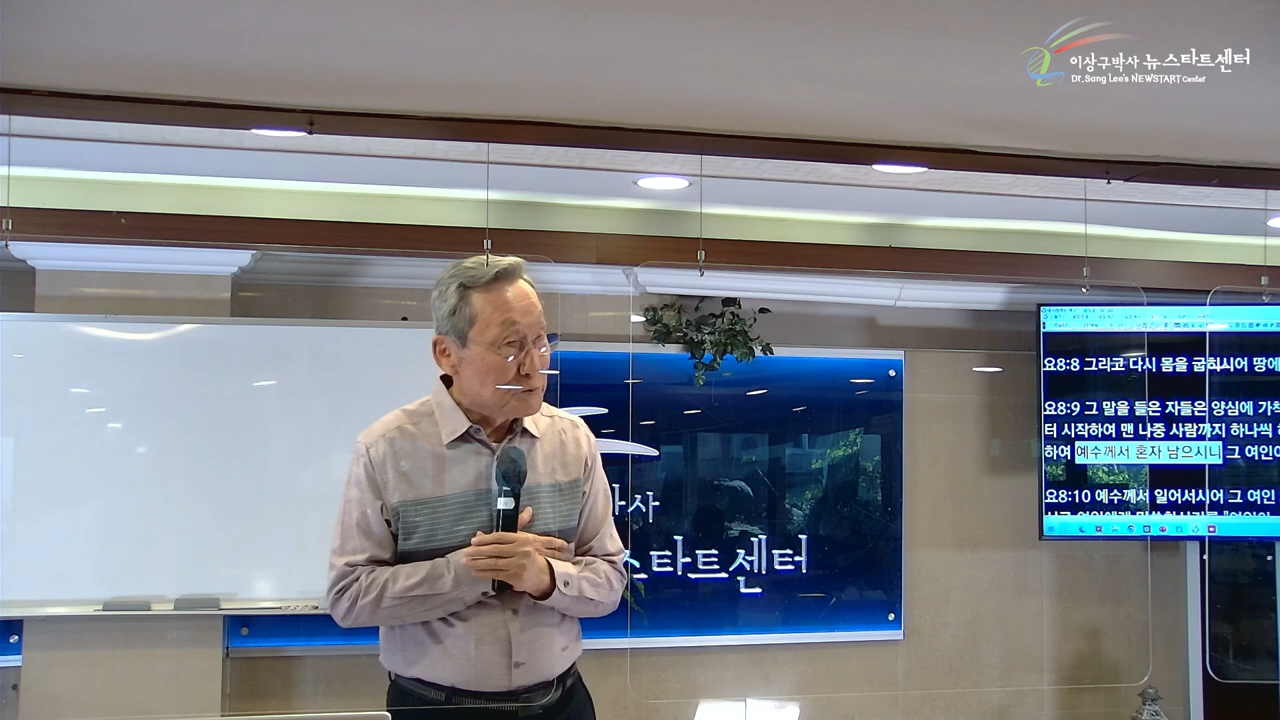 이상구박사 뉴스타트센터
Dr. Sang Lee's NEWSTART Center
요8:8 그리고 다시 몸을 굽히시어 땅에
요8:9 그 말을 들은 자들은 양심에 가책
터 시작하여 맨 나중 사람까지 하나씩
하여 예수께서 혼자 남으시니 그 여인이
요8:10 예수께서 일어서시어 그 여인
박사
스타트센터